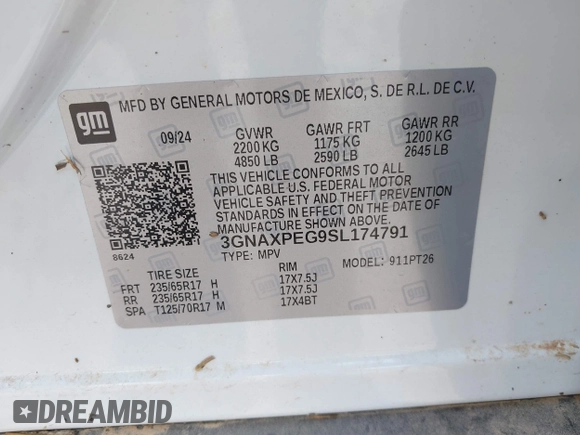 gm
MFD BY GENERAL MOTORS DE MEXICO, S. DE R.L. DE C.V.
09/24 GVWR GAWR FRT GAWR RR
2200 KG 1175 KG 1200 KG
4850 LB 2590 LB 2645 LB
THIS VEHICLE CONFORMS TO ALL
APPLICABLE U.S. FEDERAL MOTOR
VEHICLE SAFETY AND THEFT PREVENTION
STANDARDS IN EFFECT ON THE DATE OF
MANUFACTURE SHOWN ABOVE.
8624 3GNAXPEG9SL174791
TYPE: MPV MODEL: 911PT26
TIRE SIZE RIM
FRT 235/65R17 H 17X7.5J
RR 235/65R17 H 17X7.5J
SPA T125/70R17 M 17X4BT
DREAMBID